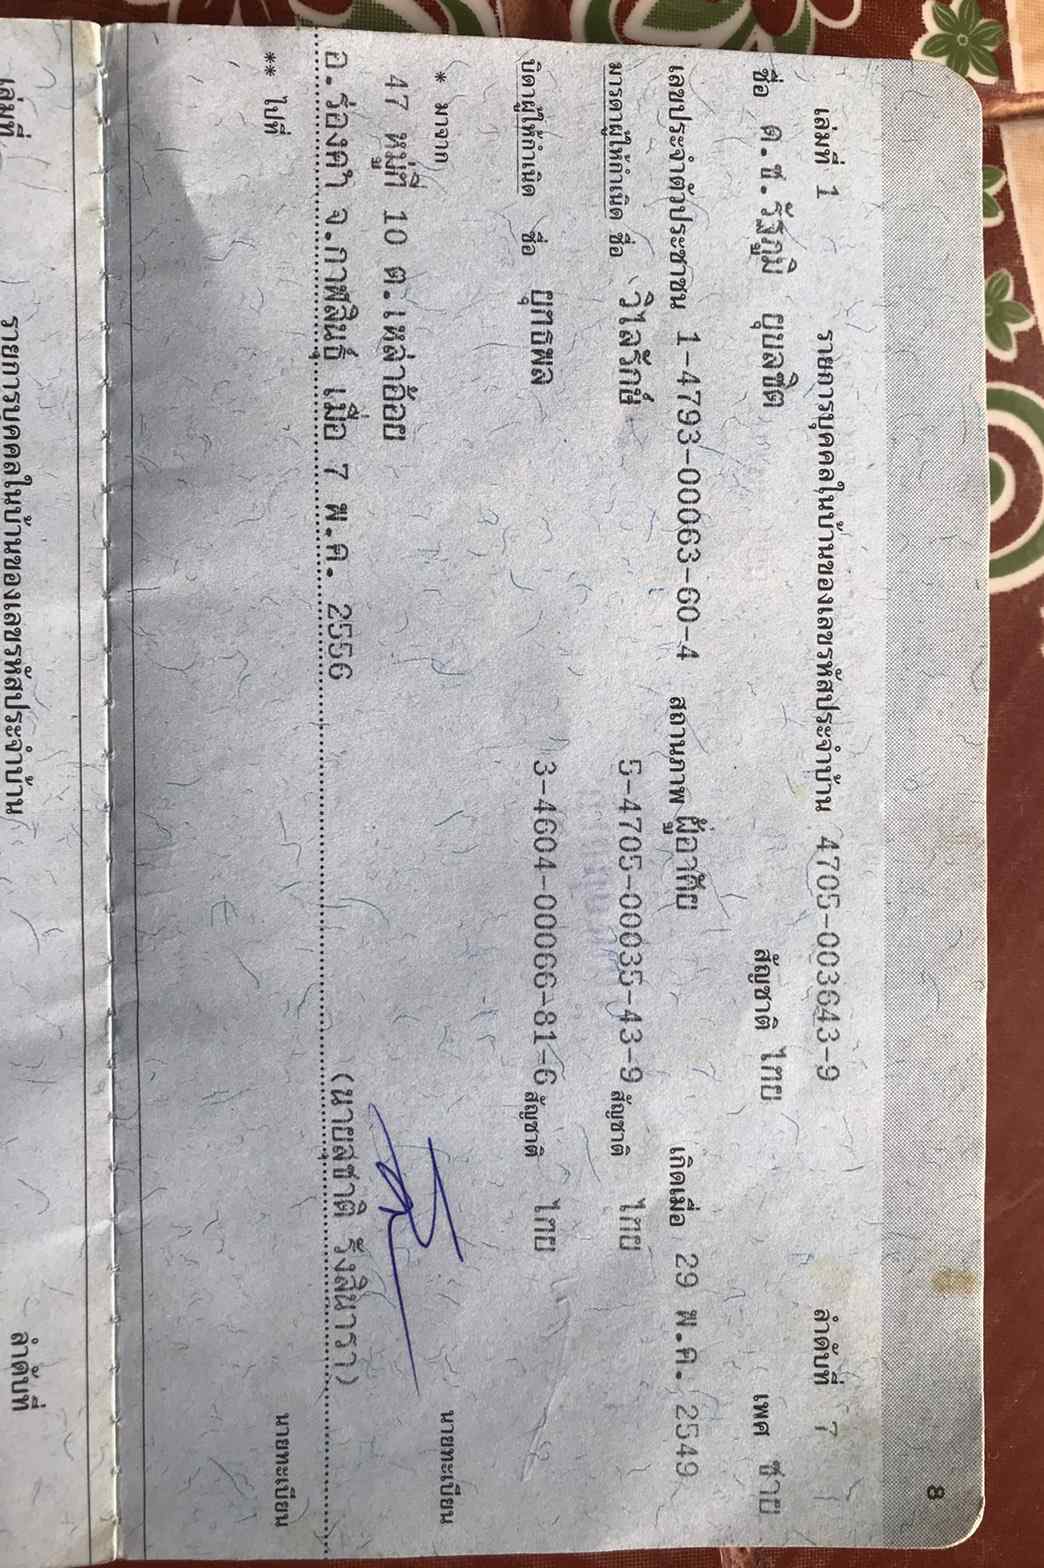 8
เล่มที่ 1 รายการบุคคลในบ้านของเลขรหัสประจำบ้าน 4705-003643-9 ลำดับที่ 7
ชื่อ ด.ช.รัฐภูมิ ยุบลชิต สัญชาติ ไทย เพศ ชาย
เลขประจำตัวประชาชน 1-4793-00063-60-4 สถานภาพ ผู้อาศัย เกิดเมื่อ 29 พ.ค. 2549
มารดาผู้ให้กำเนิด ชื่อ วิไลรักษ์ 5-4705-00035-43-9 สัญชาติ ไทย
บิดาผู้ให้กำเนิด ชื่อ ยุทธพล 3-4604-00066-81-6 สัญชาติ ไทย
* มาจาก นายทะเบียน
47 หมู่ที่ 10 ต.เหล่าอ้อย
อ.ร่องคำ จ.กาฬสินธุ์ เมื่อ 7 พ.ค. 2556 (นายสุชาติ รังสินารา)
** ไปที่ นายทะเบียน
เล่มที่ รายการบุคคลในบ้านของเลขรหัสประจำบ้าน ลำดับที่